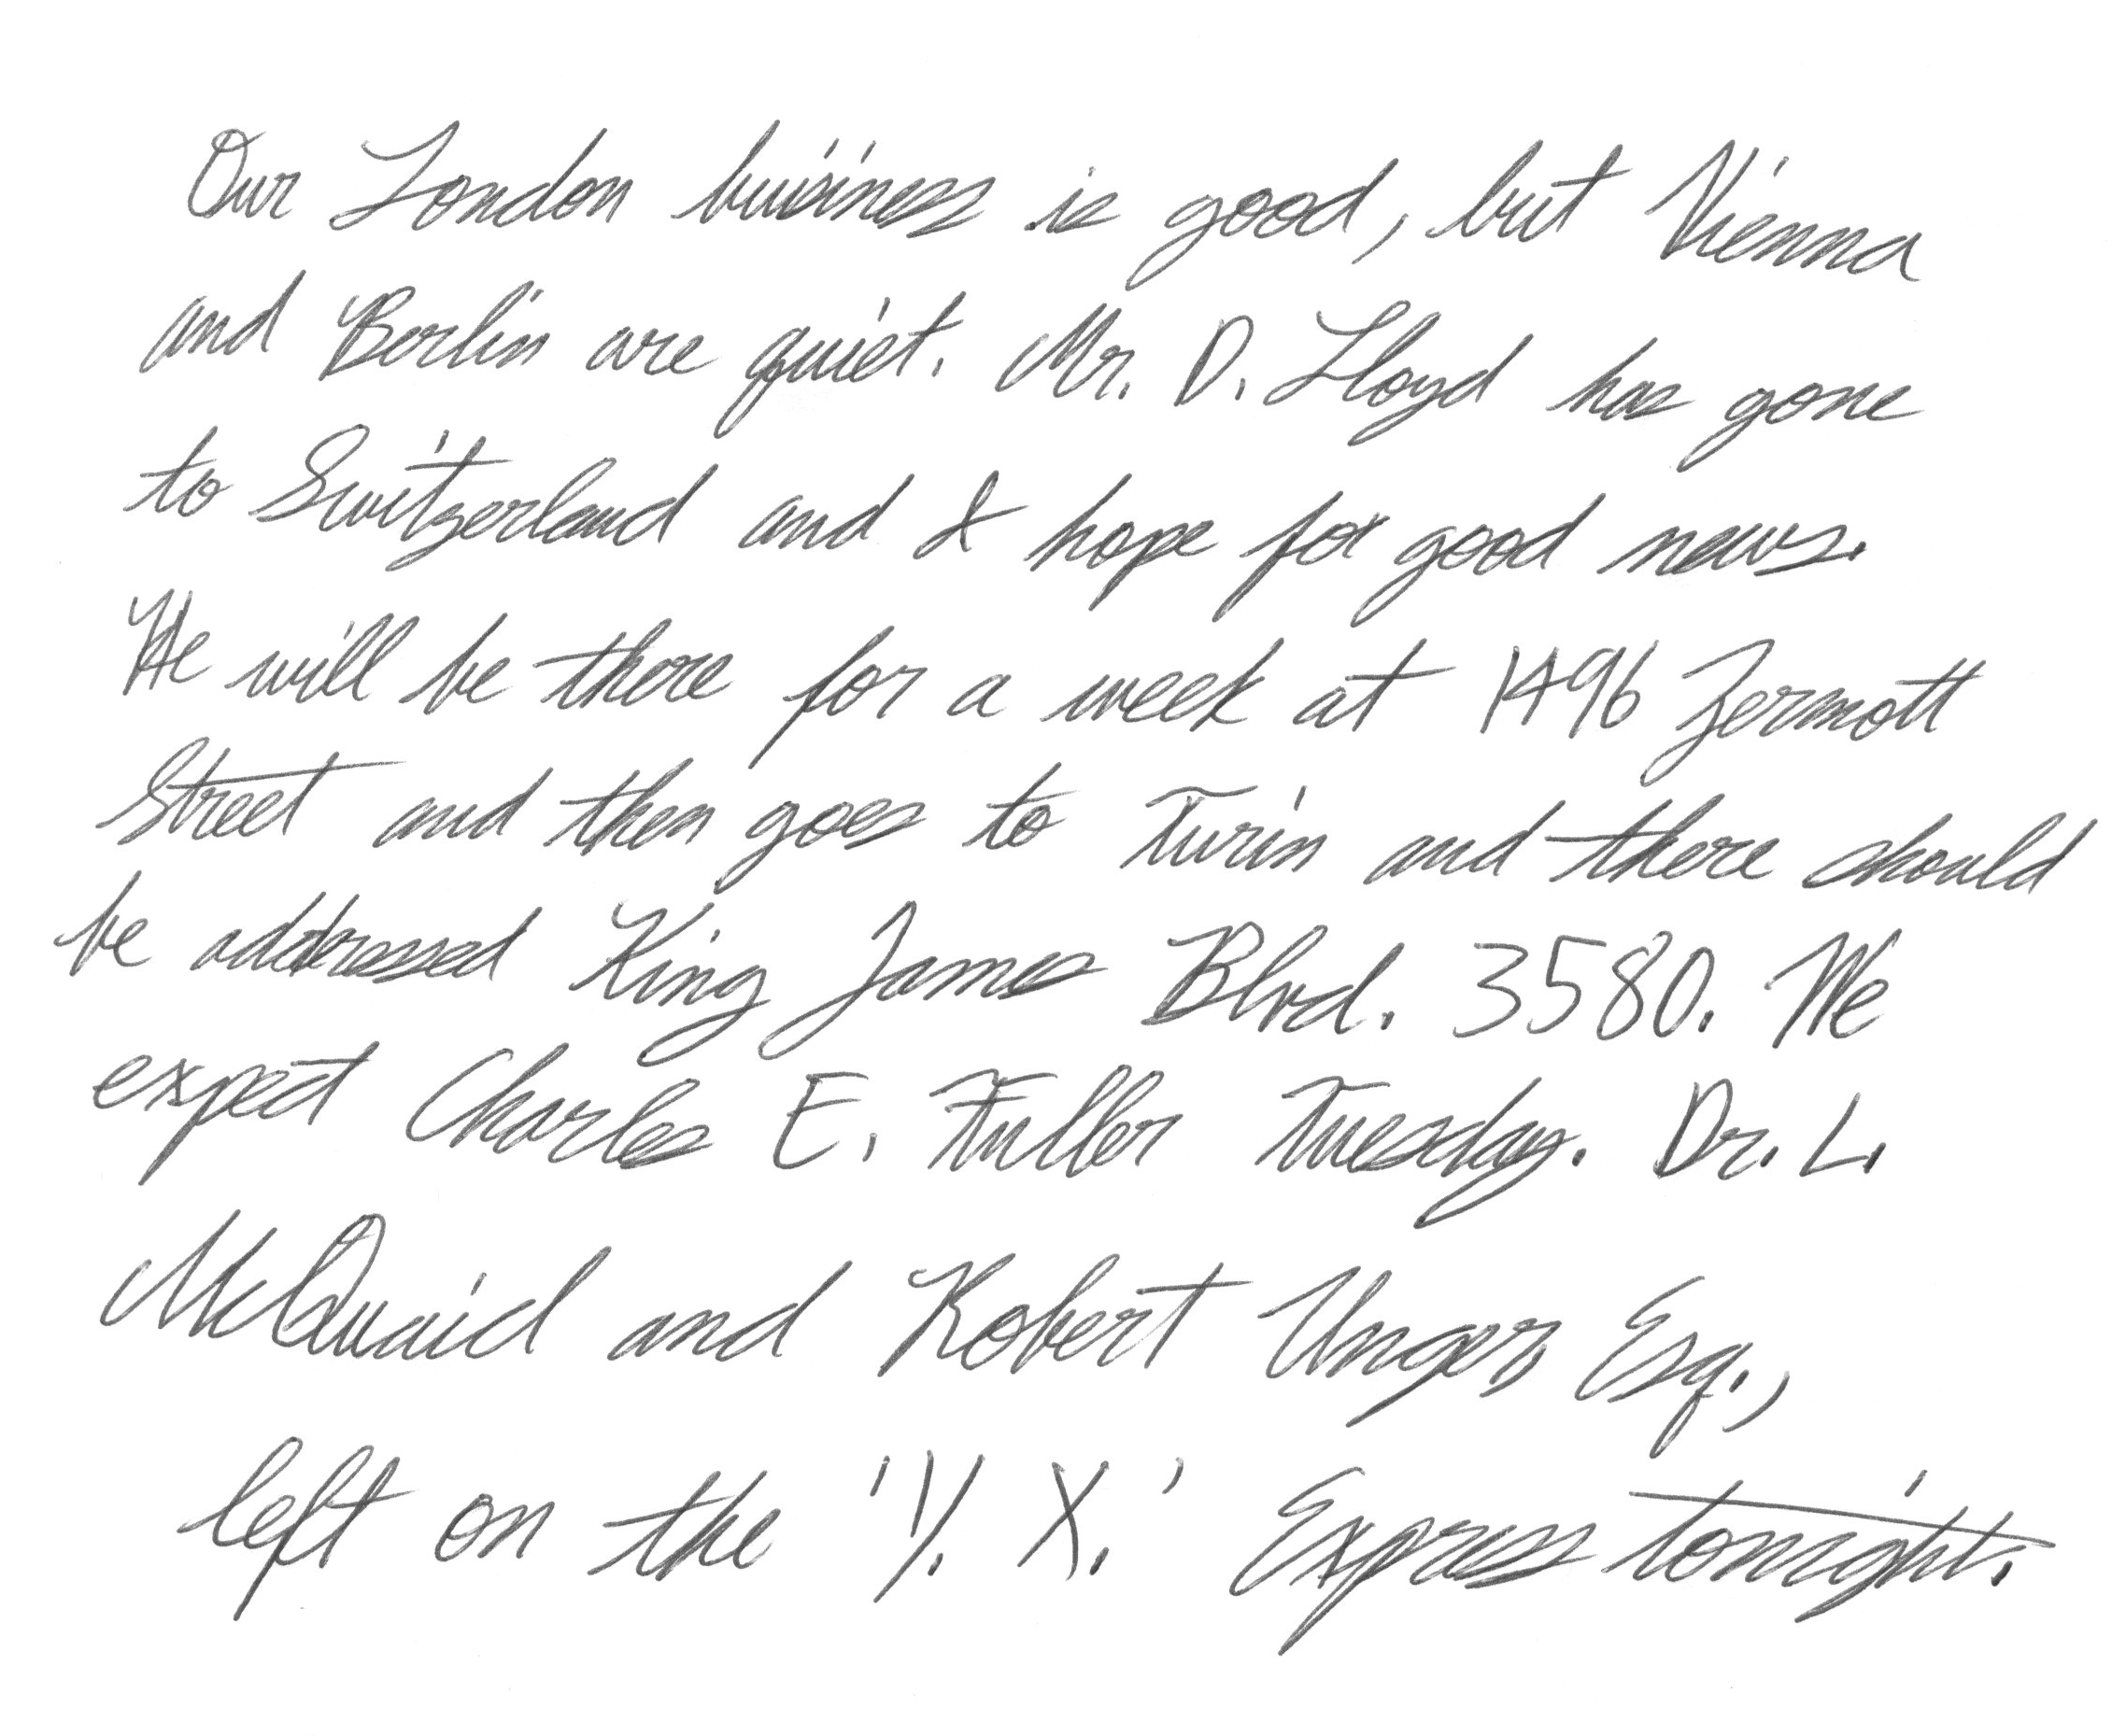 Our London business is good, but Vienna
and Berlin are quiet. Mr. D. Lloyd has gone
to Switzerland and I hope for good news.
He will be there for a week at 1496 Zermott
Street and then goes to Turin and there should
be addressed King James Blvd. 3580. We
expect Charles E. Fuller Tuesday. Dr. L.
McQuaid and Robert Unger, Esq.,
left on the 'Y. X.' Express tonight.